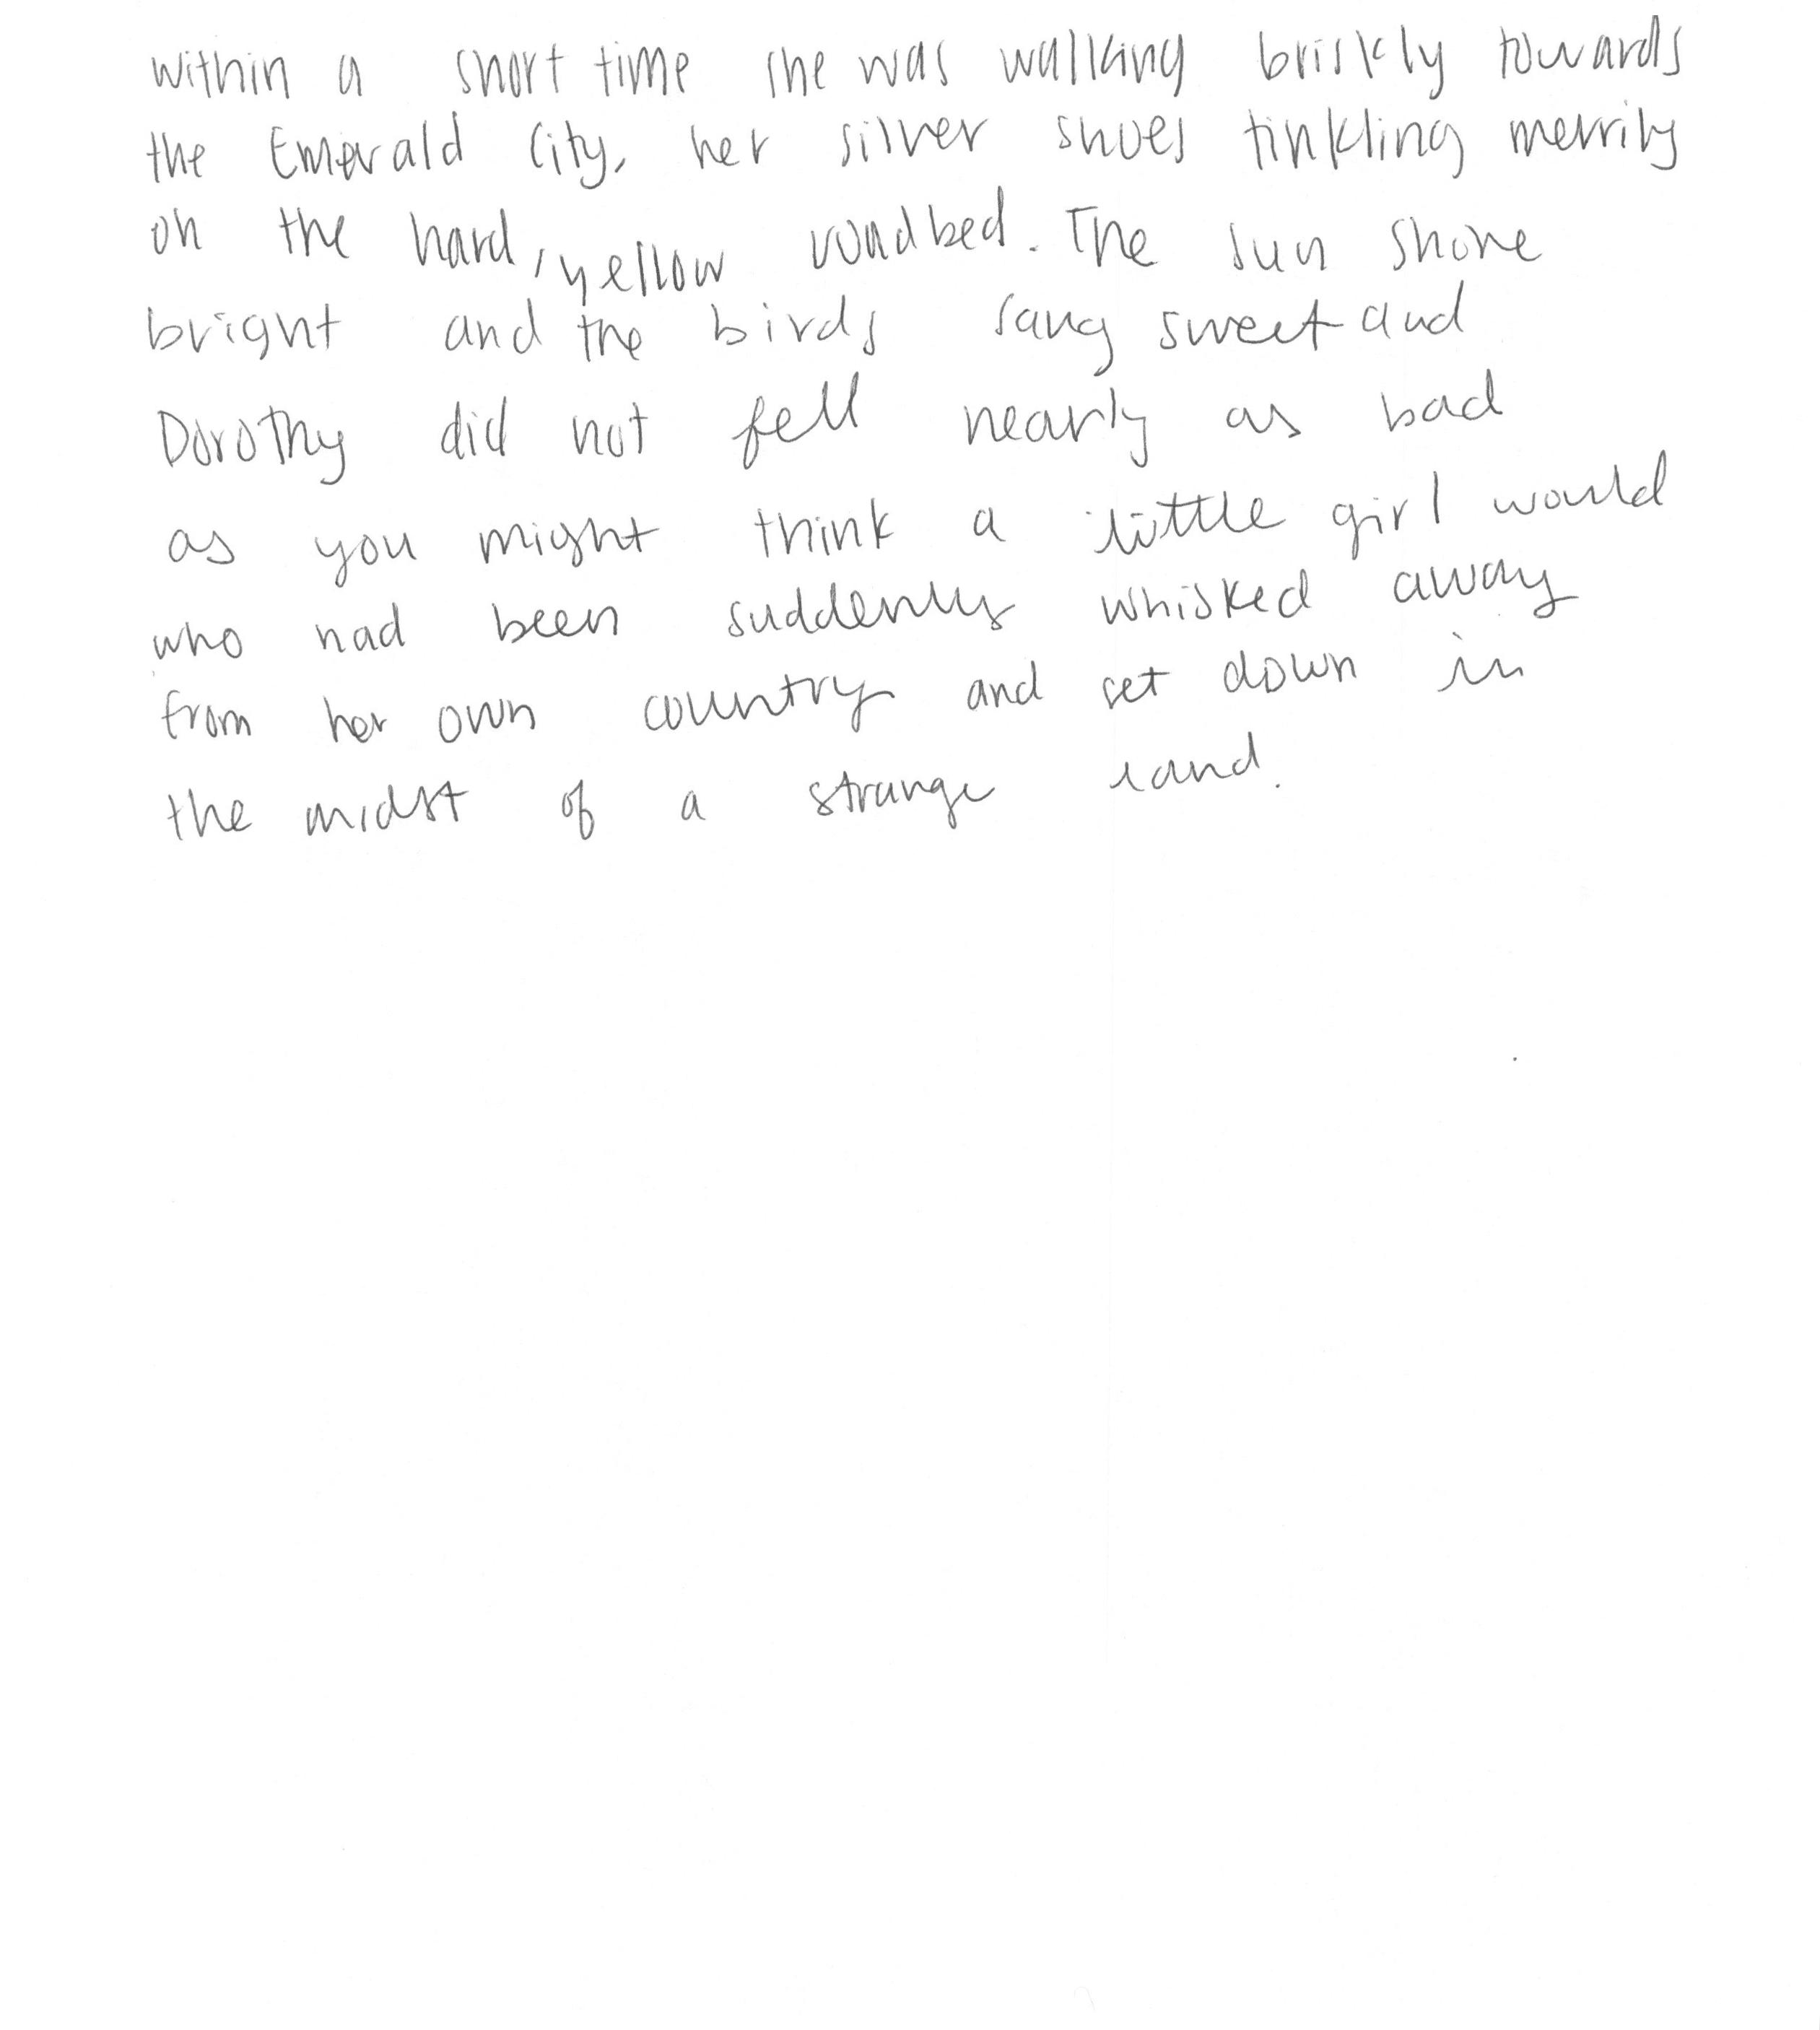 within a short time she was walking briskly towards
the Emerald City, her silver shoes tinkling merrily
on the hard, yellow roadbed. The sun shone
bright and the birds sang sweet and
Dorothy did not fell nearly as bad
as you might think a little girl would
who had been suddenly whisked away
from her own country and set down in
the midst of a strange land.